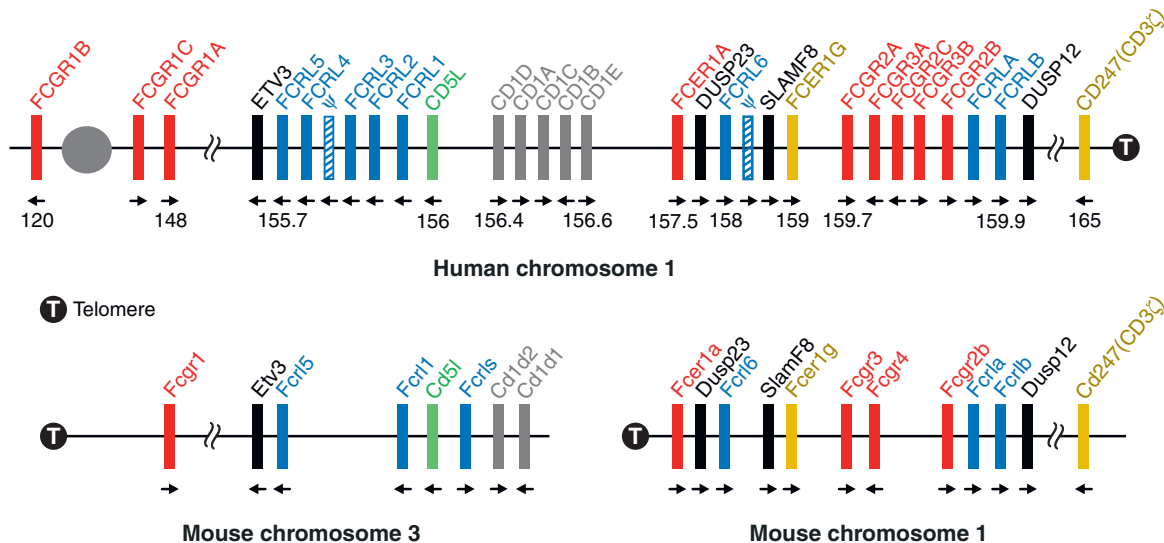 FCGR1B FCGR1C FCGR1A ETV3 FCRL5 FCRL4 ψ FCRL3 FCRL2 FCRL1 CD5L CD1D CD1A CD1C CD1B CD1E FCER1A DUSP23 FCRL6 ψ SLAMF8 FCER1G FCGR2A FCGR3A FCGR2C FCGR3B FCGR2B FCRLA FCRLB DUSP12 CD247(CD3ζ)
T
120 148 155.7 156 156.4 156.6 157.5 158 159 159.7 159.9 165
Human chromosome 1
T Telomere
Fcgr1 Etv3 Fcrl5 Fcrl1 Cd5l Fcrls Cd1d2 Cd1d1
T
Mouse chromosome 3
Fcer1a Dusp23 Fcrl6 SlamF8 Fcer1g Fcgr3 Fcgr4 Fcgr2b Fcrla Fcrlb Dusp12 Cd247(CD3ζ)
T
Mouse chromosome 1